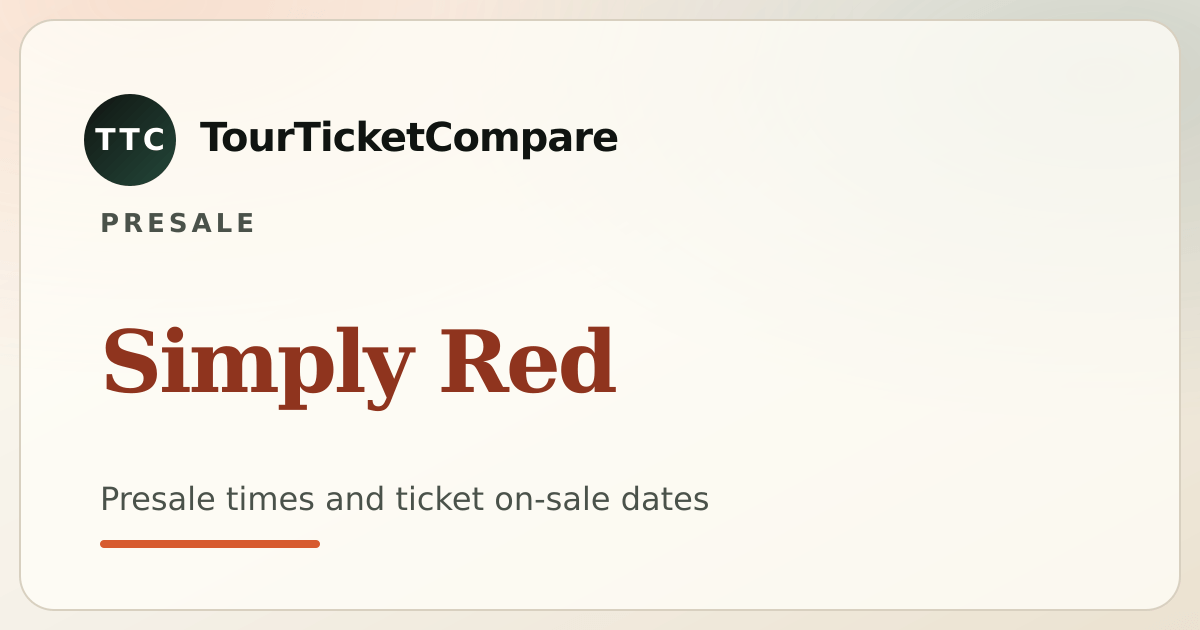 TTC TourTicketCompare
PRESALE
Simply Red
Presale times and ticket on-sale dates